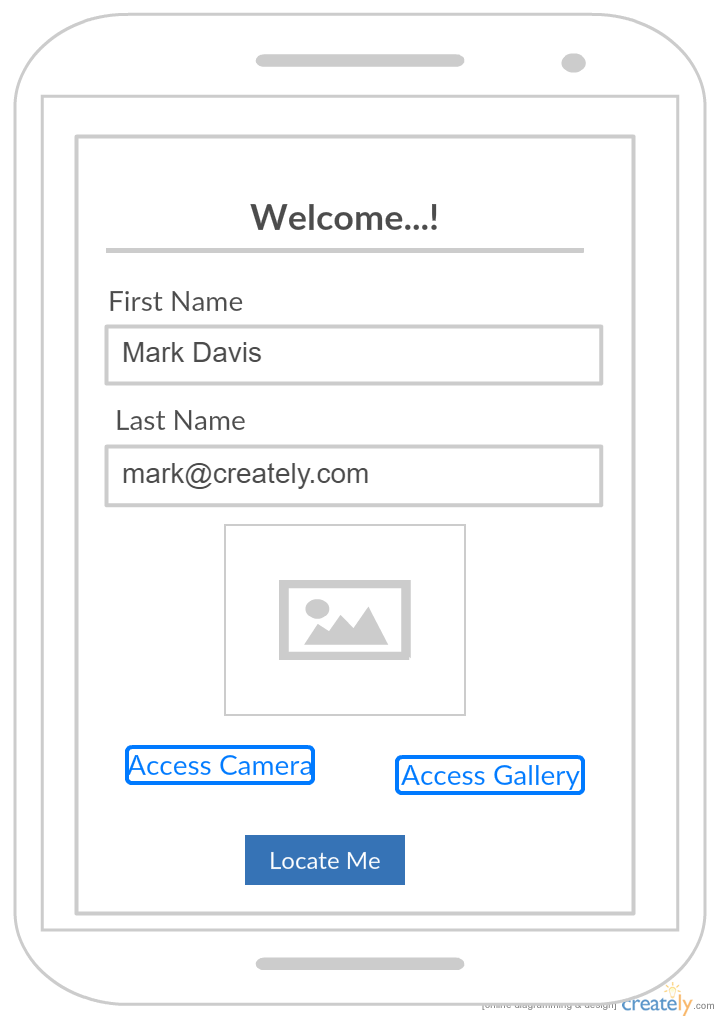 Welcome...!
First Name
Mark Davis
Last Name
mark@creately.com
Access Camera
Access Gallery
Locate Me
[online diagramming & design] creately.com